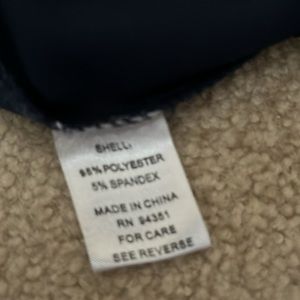 SHELL:
95% POLYESTER
5% SPANDEX
MADE IN CHINA
RN 94351
FOR CARE
SEE REVERSE